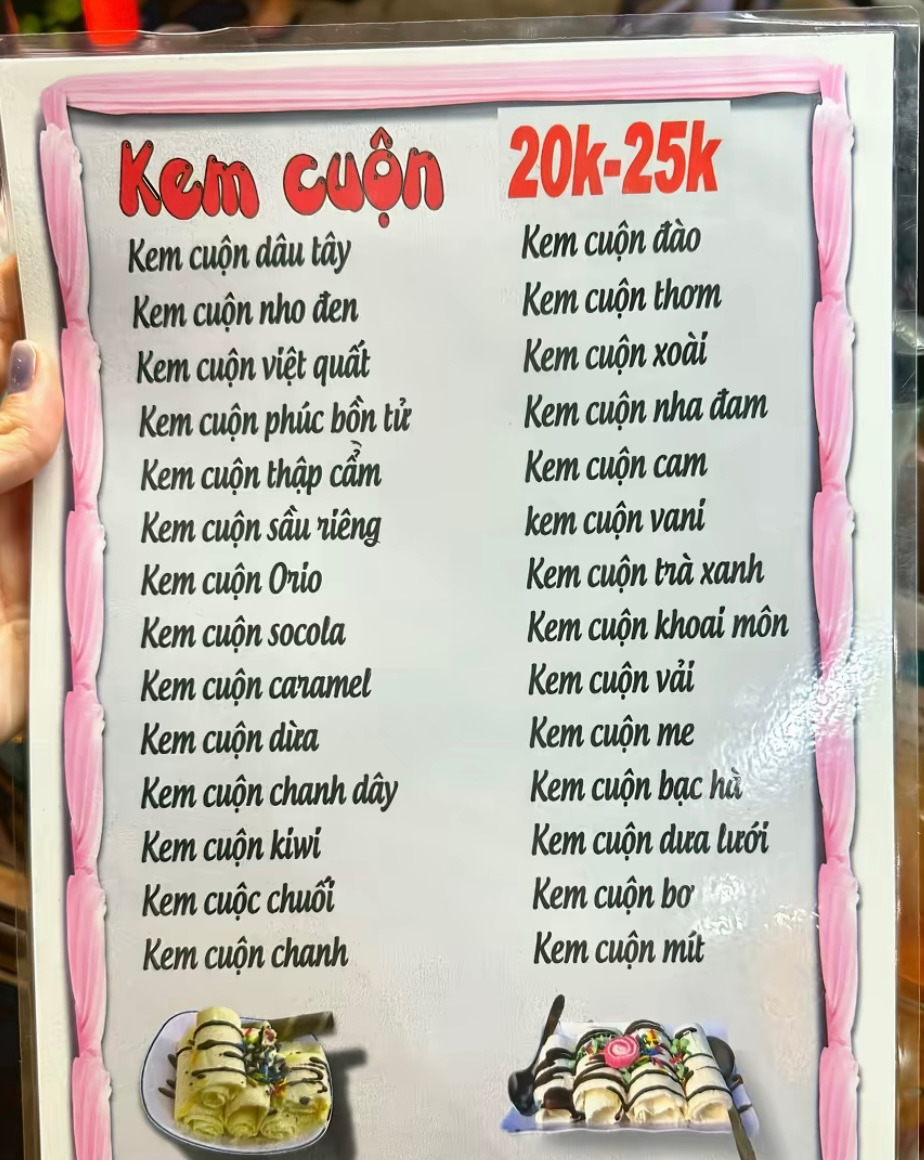 Kem cuộn
20k-25k
Kem cuộn dâu tây
Kem cuộn nho đen
Kem cuộn việt quất
Kem cuộn phúc bồn tử
Kem cuộn thập cẩm
Kem cuộn sầu riêng
Kem cuộn Orio
Kem cuộn socola
Kem cuộn caramel
Kem cuộn dừa
Kem cuộn chanh dây
Kem cuộn kiwi
Kem cuộc chuối
Kem cuộn chanh
Kem cuộn đào
Kem cuộn thơm
Kem cuộn xoài
Kem cuộn nha đam
Kem cuộn cam
kem cuộn vani
Kem cuộn trà xanh
Kem cuộn khoai môn
Kem cuộn vải
Kem cuộn me
Kem cuộn bạc hà
Kem cuộn dưa lưới
Kem cuộn bơ
Kem cuộn mít